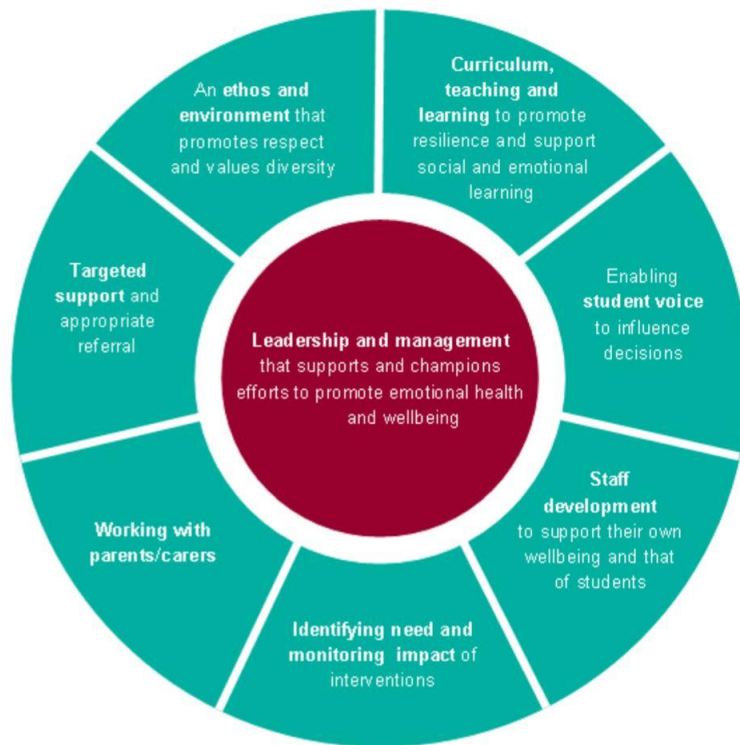 An ethos and
environment that
promotes respect
and values diversity
Curriculum,
teaching and
learning to promote
resilience and support
social and emotional
learning
Enabling
student voice
to influence
decisions
Staff
development
to support their own
wellbeing and that
of students
Identifying need and
monitoring impact of
interventions
Working with
parents/carers
Targeted
support and
appropriate
referral
Leadership and management
that supports and champions
efforts to promote emotional health
and wellbeing